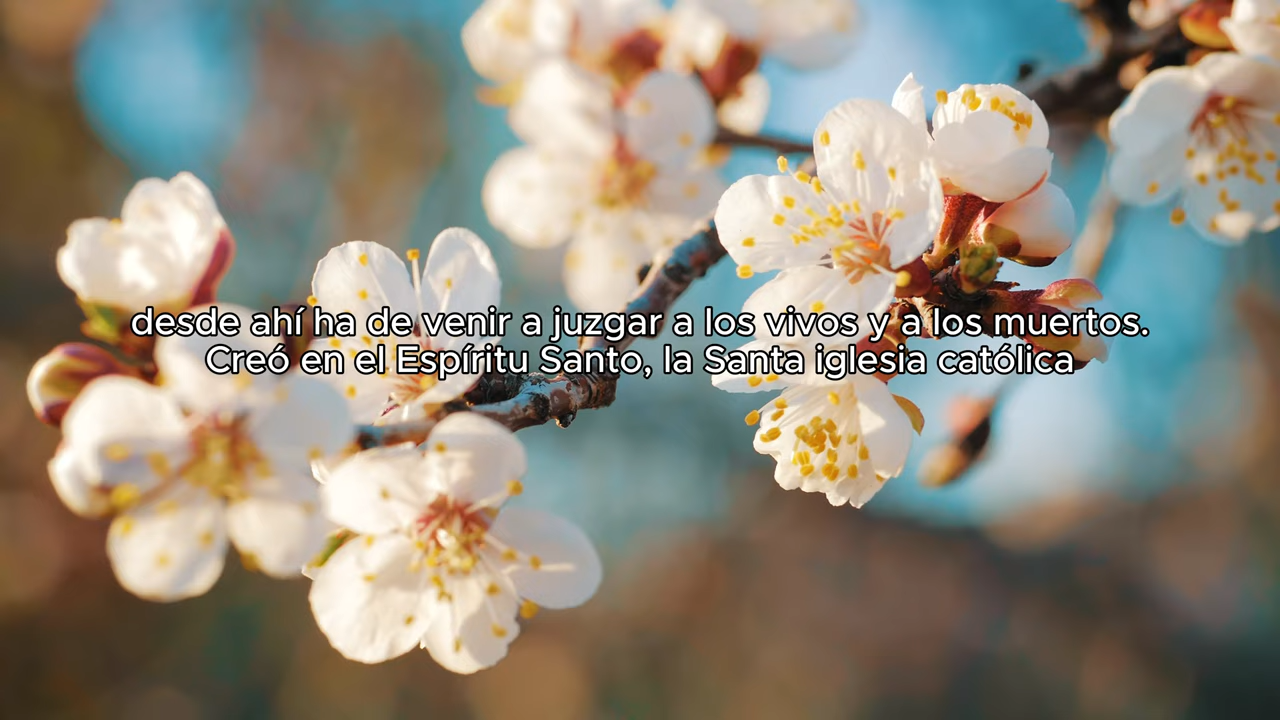 desde ahí ha de venir a juzgar a los vivos y a los muertos.
Creó en el Espíritu Santo, la Santa iglesia católica